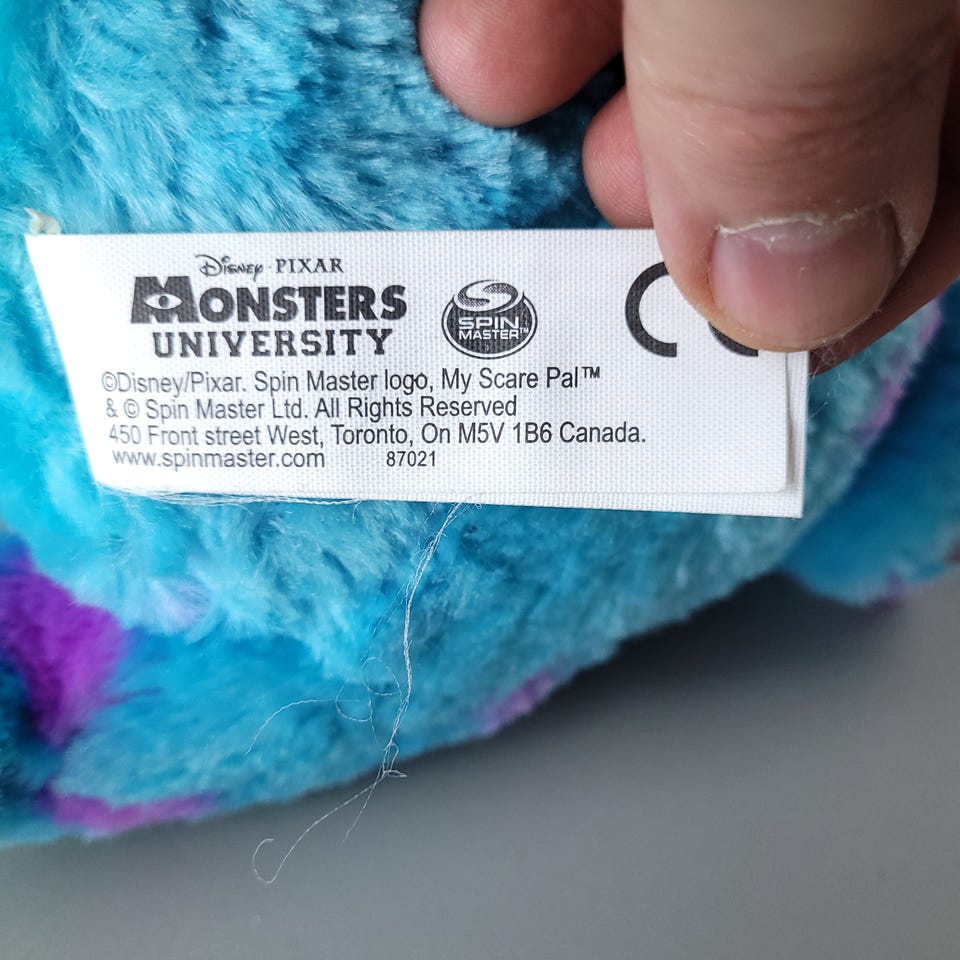 Disney · PIXAR
MONSTERS
UNIVERSITY
SPIN
MASTER™
©Disney/Pixar. Spin Master logo, My Scare Pal™
& © Spin Master Ltd. All Rights Reserved
450 Front street West, Toronto, On M5V 1B6 Canada.
www.spinmaster.com 87021